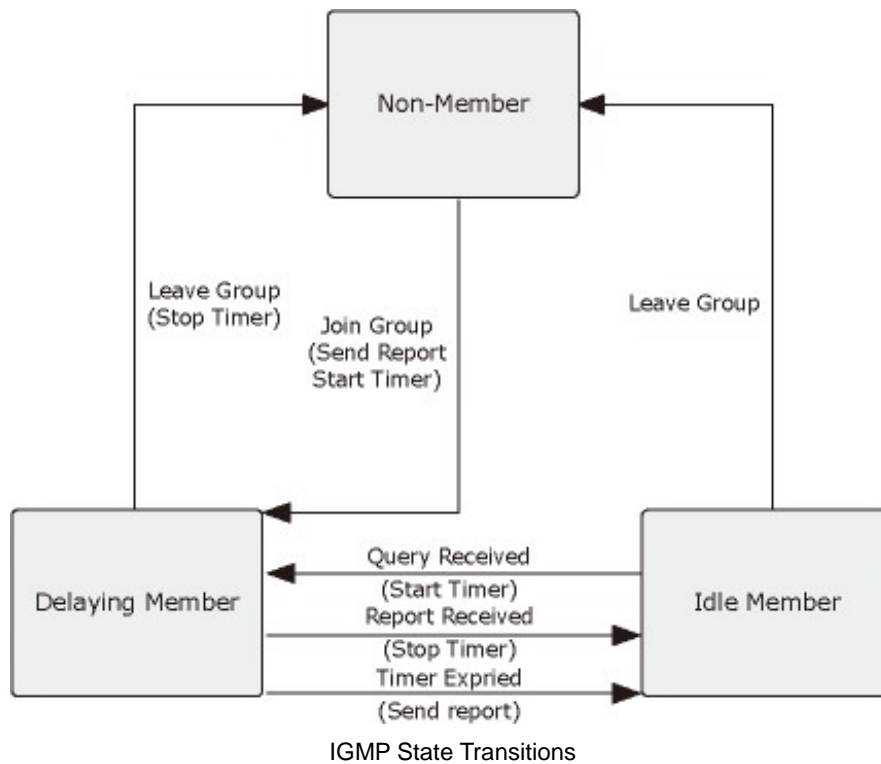 Non-Member
Leave Group
(Stop Timer)
Join Group
(Send Report
Start Timer)
Leave Group
Delaying Member
Query Received
(Start Timer)
Report Received
(Stop Timer)
Timer Expried
(Send report)
Idle Member
IGMP State Transitions